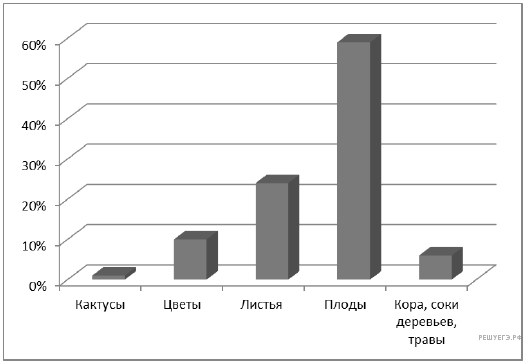 60%
50%
40%
30%
20%
10%
0%
Кактусы Цветы Листья Плоды Кора, соки
деревьев,
травы
РЕШУЕГЭ.РФ